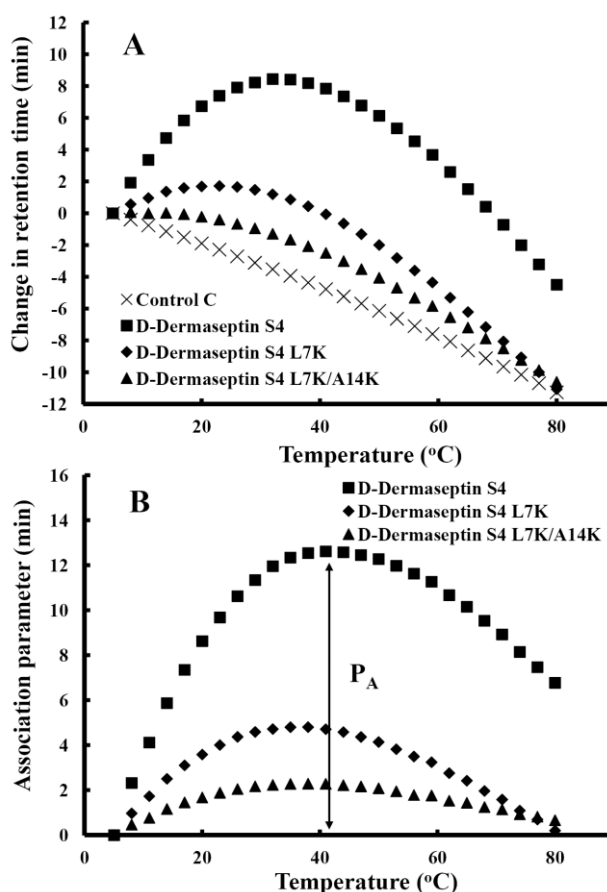 A
Change in retention time (min)
12
10
8
6
4
2
0
-2
-4
-6
-8
-10
-12
Control C
D-Dermaseptin S4
D-Dermaseptin S4 L7K
D-Dermaseptin S4 L7K/A14K
0
20
40
60
80
Temperature (°C)
B
Association parameter (min)
16
14
12
10
8
6
4
2
0
D-Dermaseptin S4
D-Dermaseptin S4 L7K
D-Dermaseptin S4 L7K/A14K
PA
0
20
40
60
80
Temperature (°C)